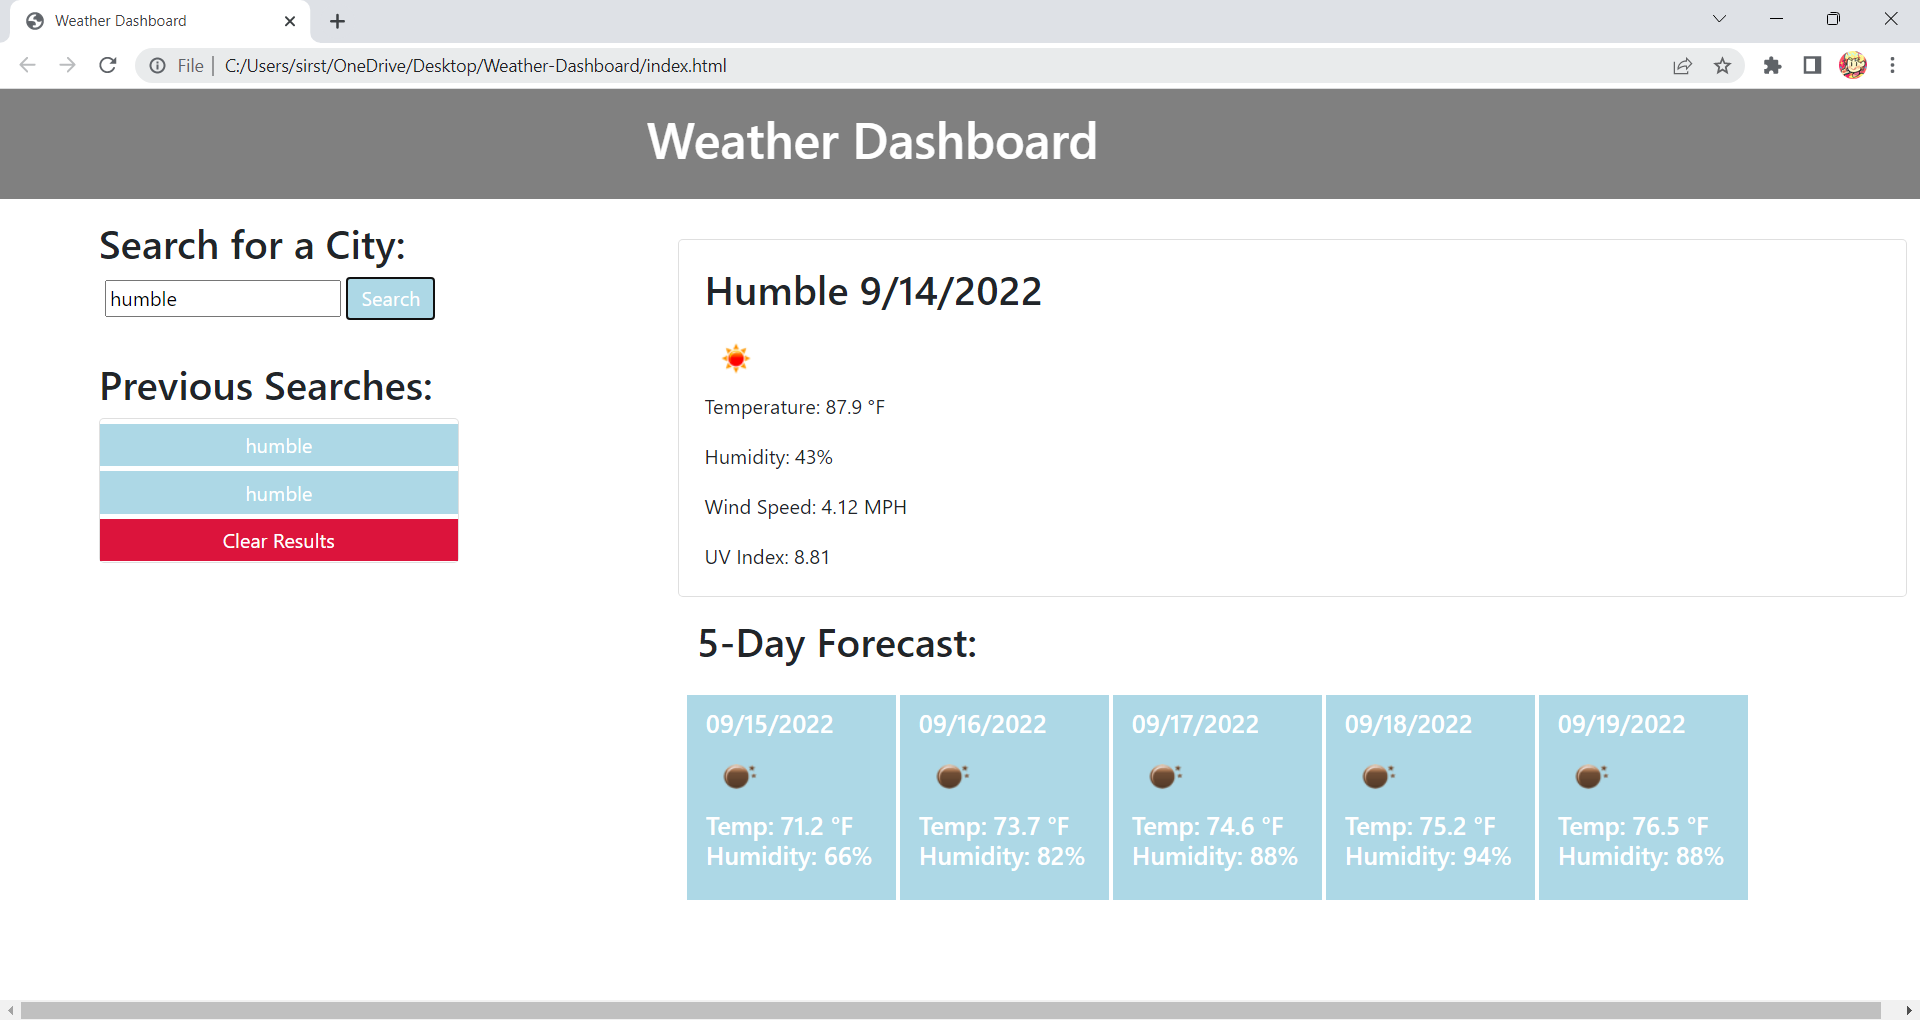 Weather Dashboard
File | C:/Users/sirst/OneDrive/Desktop/Weather-Dashboard/index.html
Weather Dashboard
Search for a City:
humble
Search
Previous Searches:
humble
humble
Clear Results
Humble 9/14/2022
Temperature: 87.9 °F
Humidity: 43%
Wind Speed: 4.12 MPH
UV Index: 8.81
5-Day Forecast:
09/15/2022
Temp: 71.2 °F
Humidity: 66%
09/16/2022
Temp: 73.7 °F
Humidity: 82%
09/17/2022
Temp: 74.6 °F
Humidity: 88%
09/18/2022
Temp: 75.2 °F
Humidity: 94%
09/19/2022
Temp: 76.5 °F
Humidity: 88%